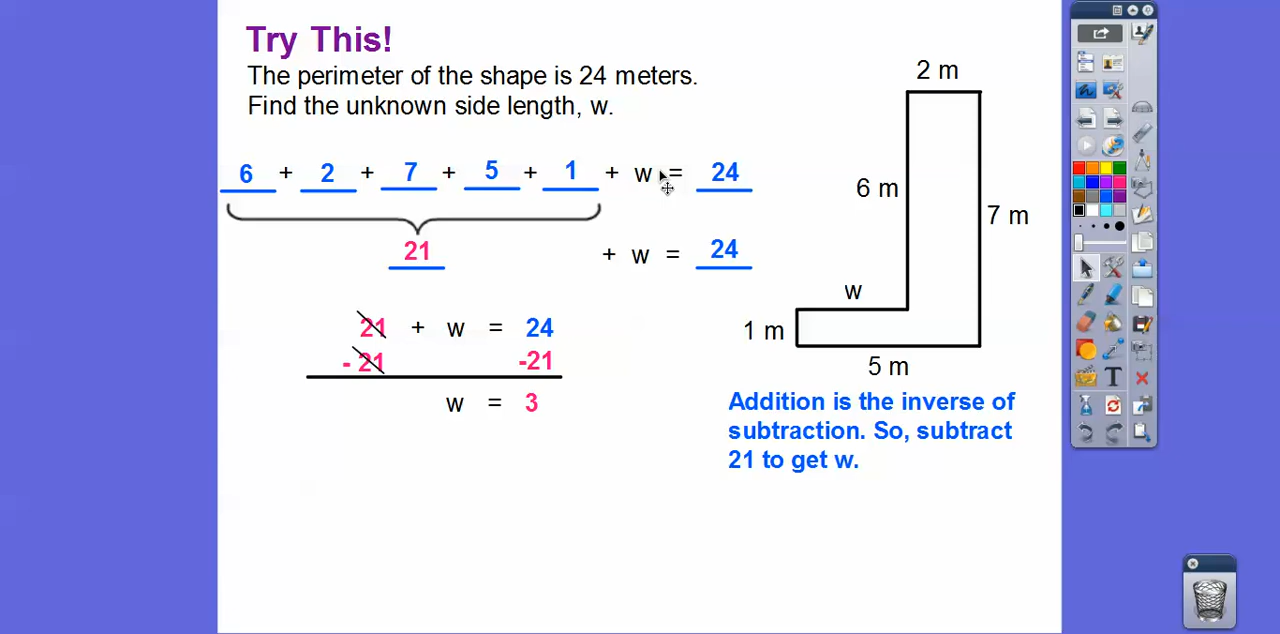 Try This!
The perimeter of the shape is 24 meters.
Find the unknown side length, w.
6 + 2 + 7 + 5 + 1 + w = 24
21 + w = 24
21 + w = 24
- 21 -21
w = 3
2 m
6 m
7 m
w
1 m
5 m
Addition is the inverse of
subtraction. So, subtract
21 to get w.
T